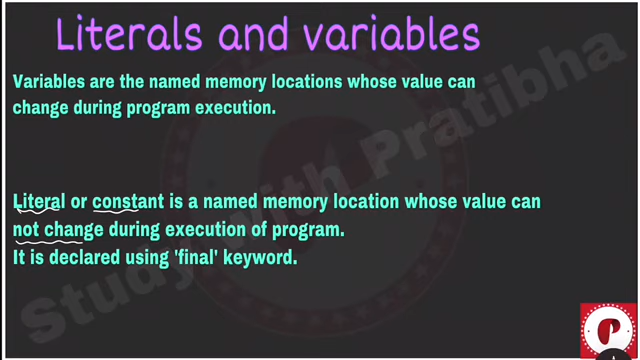 Literals and variables
Variables are the named memory locations whose value can
change during program execution.
Literal or constant is a named memory location whose value can
not change during execution of program.
It is declared using 'final' keyword.
Study with Pratibha
P